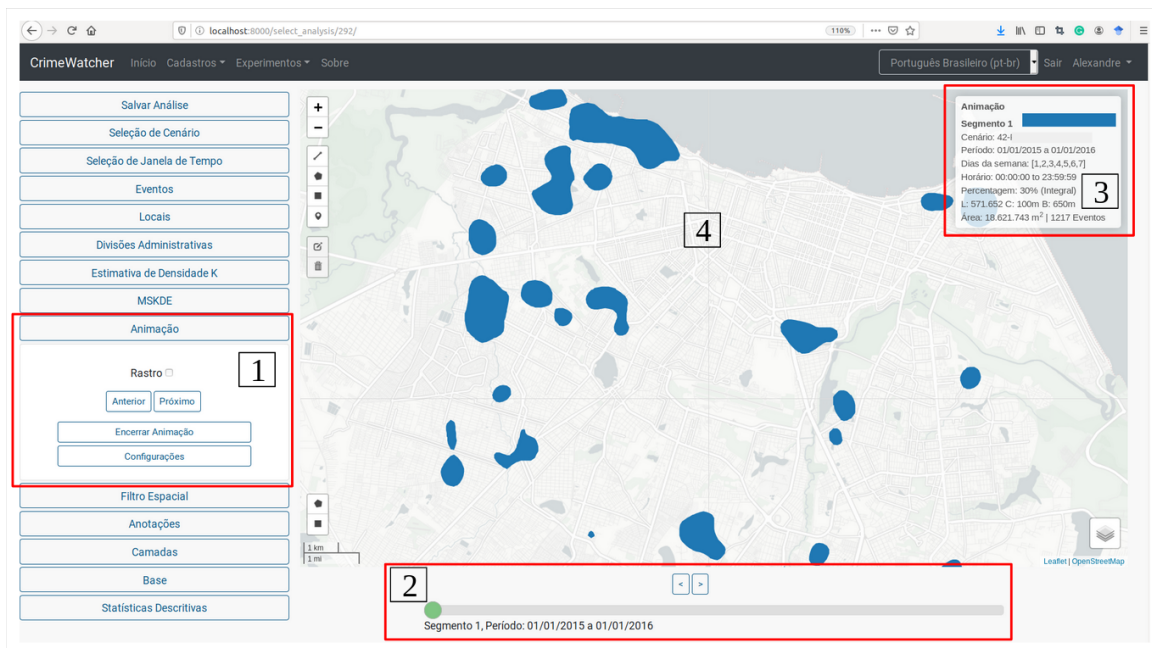 localhost:8000/select_analysis/292/
110%
CrimeWatcher Início Cadastros Experimentos Sobre Português Brasileiro (pt-br) Sair Alexandre
Salvar Análise
Seleção de Cenário
Seleção de Janela de Tempo
Eventos
Locais
Divisões Administrativas
Estimativa de Densidade K
MSKDE
Animação
Rastro
1
Anterior Próximo
Encerrar Animação
Configurações
Filtro Espacial
Anotações
Camadas
Base
Statísticas Descritivas
+
−
4
Animação
Segmento 1
Cenário: 42-
Período: 01/01/2015 a 01/01/2016
Dias da semana: [1,2,3,4,5,6,7]
Horário: 00:00:00 to 23:59:59
Percentagem: 30% (Integral)
L: 571.652 C: 100m B: 650m
Área: 18.621.743 m² | 1217 Eventos
3
1 km
1 mi
Leaflet | OpenStreetMap
2
< >
Segmento 1, Período: 01/01/2015 a 01/01/2016